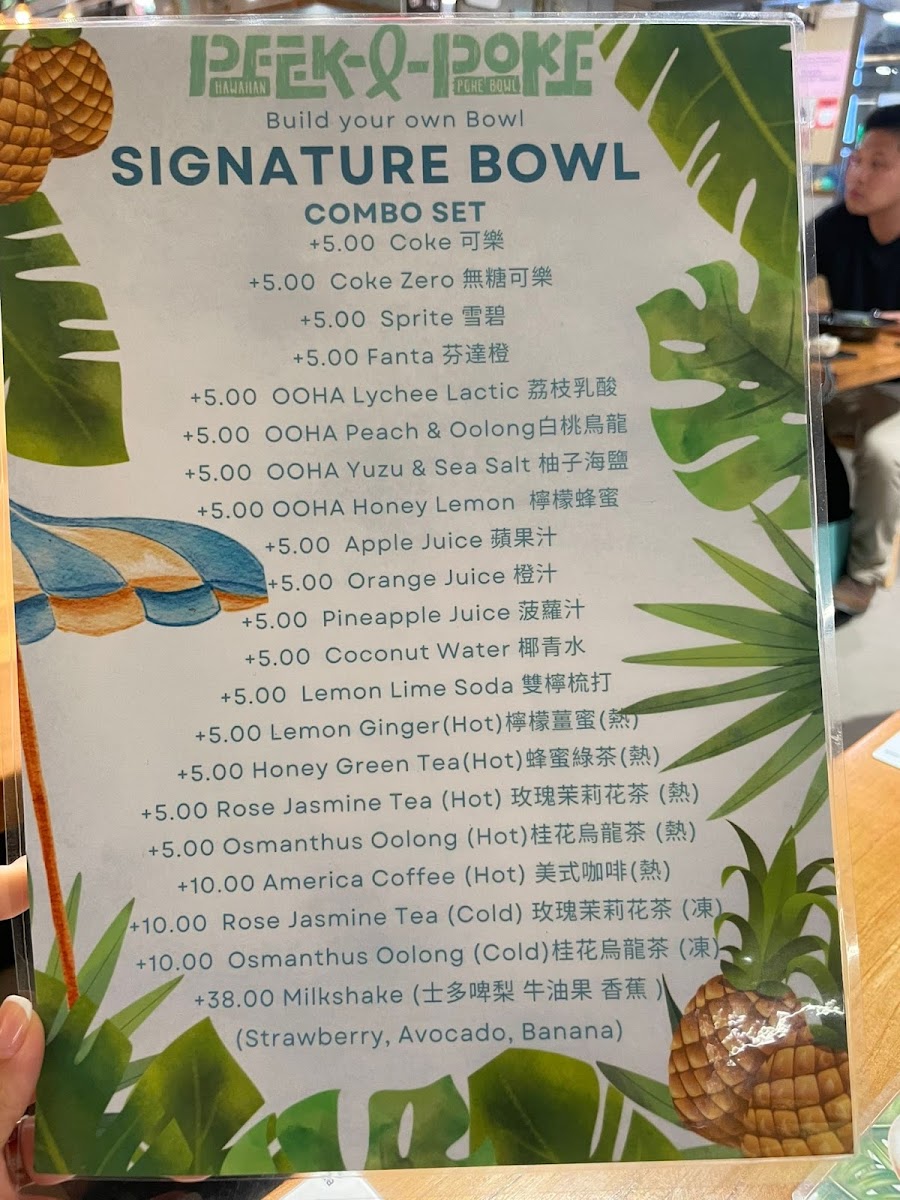 PEEK-A-POKE
HAWAIIAN POKE BOWL
Build your own Bowl
SIGNATURE BOWL
COMBO SET
+5.00 Coke 可樂
+5.00 Coke Zero 無糖可樂
+5.00 Sprite 雪碧
+5.00 Fanta 芬達橙
+5.00 OOHA Lychee Lactic 荔枝乳酸
+5.00 OOHA Peach & Oolong白桃烏龍
+5.00 OOHA Yuzu & Sea Salt 柚子海鹽
+5.00 OOHA Honey Lemon 檸檬蜂蜜
+5.00 Apple Juice 蘋果汁
+5.00 Orange Juice 橙汁
+5.00 Pineapple Juice 菠蘿汁
+5.00 Coconut Water 椰青水
+5.00 Lemon Lime Soda 雙檸梳打
+5.00 Lemon Ginger(Hot)檸檬薑蜜(熱)
+5.00 Honey Green Tea(Hot)蜂蜜綠茶(熱)
+5.00 Rose Jasmine Tea (Hot) 玫瑰茉莉花茶 (熱)
+5.00 Osmanthus Oolong (Hot)桂花烏龍茶 (熱)
+10.00 America Coffee (Hot) 美式咖啡(熱)
+10.00 Rose Jasmine Tea (Cold) 玫瑰茉莉花茶 (凍)
+10.00 Osmanthus Oolong (Cold)桂花烏龍茶 (凍)
+38.00 Milkshake (士多啤梨 牛油果 香蕉 )
(Strawberry, Avocado, Banana)